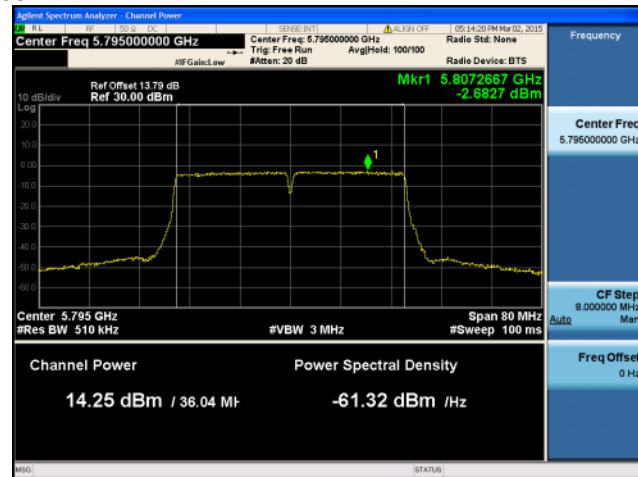 Agilent Spectrum Analyzer - Channel Power
RL RF 50 Ω DC SENSE:INT ALIGN OFF 05:14:20 PM Mar 02, 2015
Center Freq 5.795000000 GHz
Center Freq: 5.795000000 GHz
Radio Std: None
Trig: Free Run Avg|Hold: 100/100
#IFGain:Low #Atten: 20 dB Radio Device: BTS
Frequency
Ref Offset 13.79 dB
10 dB/div Ref 30.00 dBm
Mkr1 5.8072667 GHz
-2.6827 dBm
Log
20.0
10.0
0.00
-10.0
-20.0
-30.0
-40.0
-50.0
-60.0
1
Center 5.795 GHz Span 80 MHz
#Res BW 510 kHz #VBW 3 MHz #Sweep 100 ms
Channel Power Power Spectral Density
14.25 dBm / 36.04 MH -61.32 dBm /Hz
Center Freq
5.795000000 GHz
CF Step
8.000000 MHz
Auto Man
Freq Offset
0 Hz
MSG STATUS